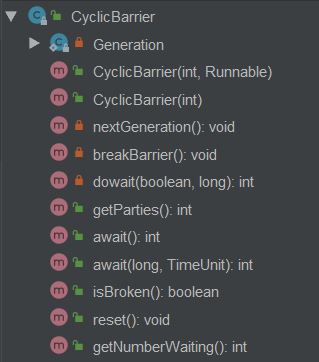 CyclicBarrier
Generation
CyclicBarrier(int, Runnable)
CyclicBarrier(int)
nextGeneration(): void
breakBarrier(): void
dowait(boolean, long): int
getParties(): int
await(): int
await(long, TimeUnit): int
isBroken(): boolean
reset(): void
getNumberWaiting(): int